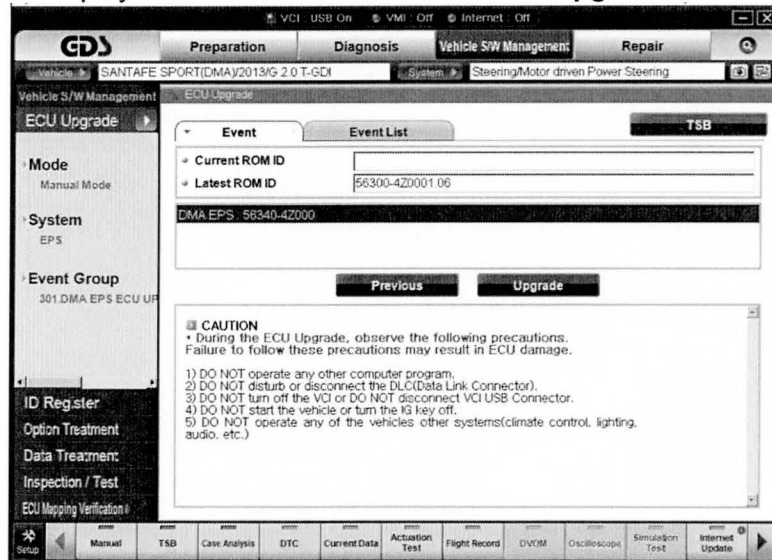 VCI : USB On VMI : Off Internet : Off
GDS Preparation Diagnosis Vehicle S/W Management Repair
Vehicle SANTAFE SPORT(DMA)/2013/G 2.0 T-GDI System Steering/Motor driven Power Steering
Vehicle S/W Management ECU Upgrade
ECU Upgrade
Event Event List TSB
Mode
Manual Mode
Current ROM ID
Latest ROM ID 56300-4Z0001.06
System
EPS
DMA EPS : 56340-4Z000
Event Group
301.DMA EPS ECU UP
Previous Upgrade
CAUTION
• During the ECU Upgrade, observe the following precautions.
Failure to follow these precautions may result in ECU damage.
1) DO NOT operate any other computer program.
2) DO NOT disturb or disconnect the DLC(Data Link Connector).
3) DO NOT turn off the VCI or DO NOT disconnect VCI USB Connector.
4) DO NOT start the vehicle or turn the IG key off.
5) DO NOT operate any of the vehicles other systems(climate control, lighting,
audio, etc.)
ID Register
Option Treatment
Data Treatment
Inspection / Test
ECU Mapping Verification
Setup Manual TSB Case Analysis DTC Current Data Actuation Test Flight Record DVOM Oscilloscope Simulation Test Internet Update